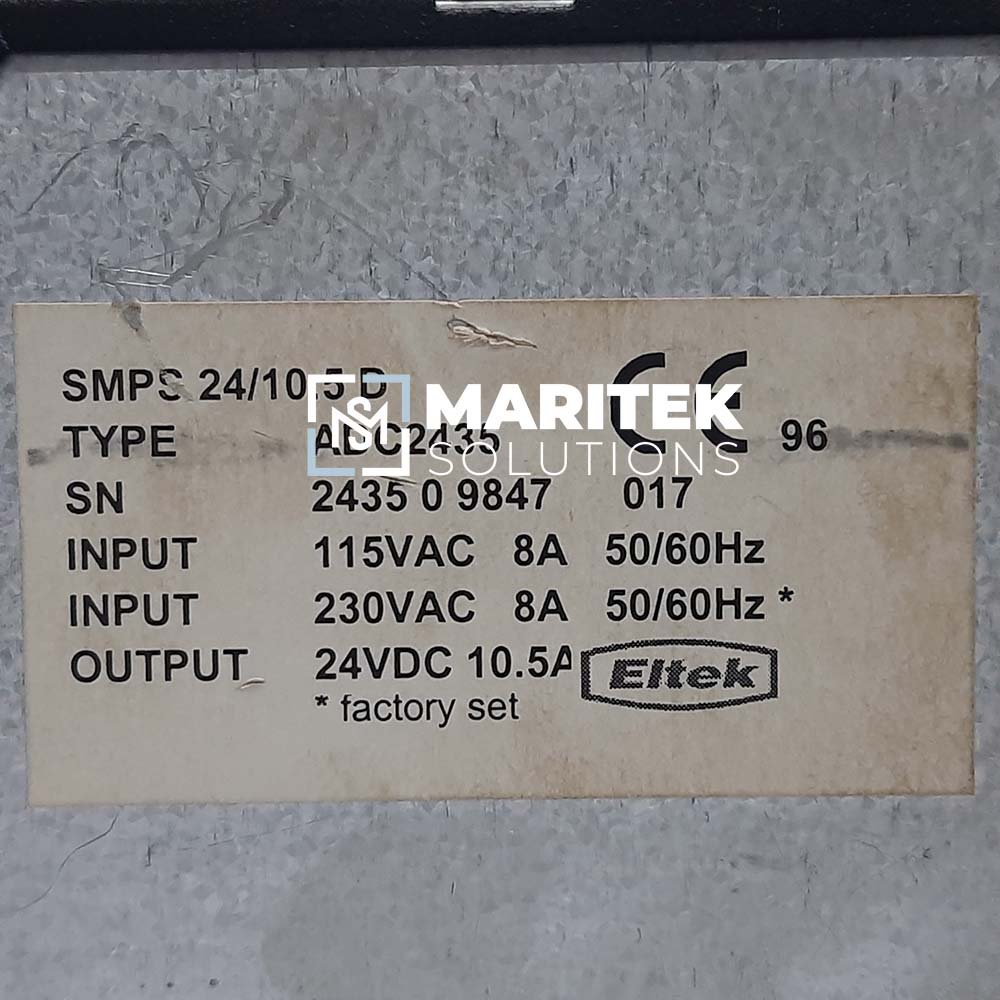 SMPS 24/10.5 D
MARITEK
SOLUTIONS
TYPE 96
SN 2435 0 9847 017
INPUT 115VAC 8A 50/60Hz
INPUT 230VAC 8A 50/60Hz *
OUTPUT 24VDC 10.5A
Eltek
* factory set